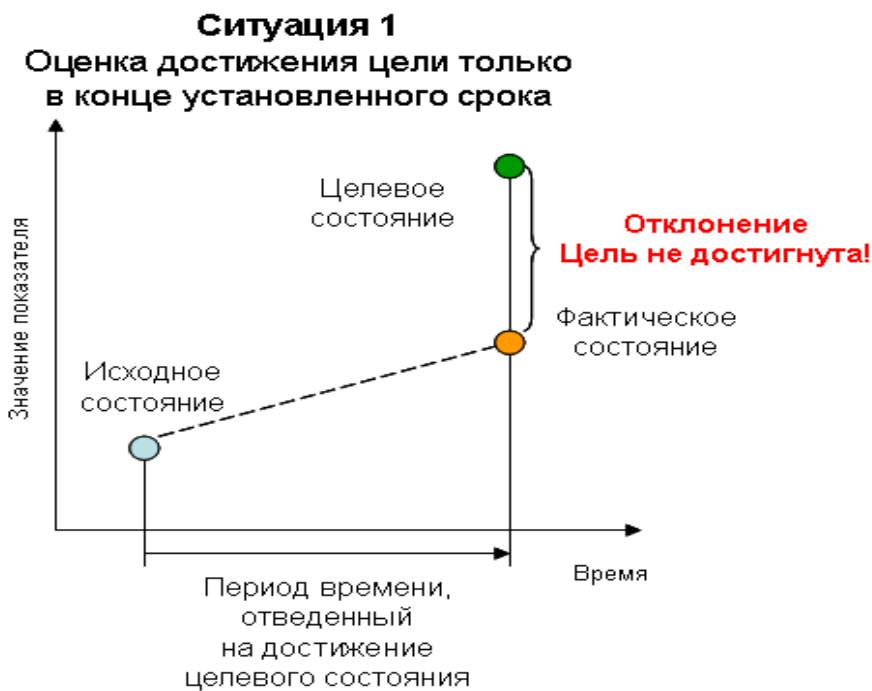 Ситуация 1
Оценка достижения цели только
в конце установленного срока
Значение показателя
Целевое
состояние
Отклонение
Цель не достигнута!
Фактическое
состояние
Исходное
состояние
Время
Период времени,
отведенный
на достижение
целевого состояния